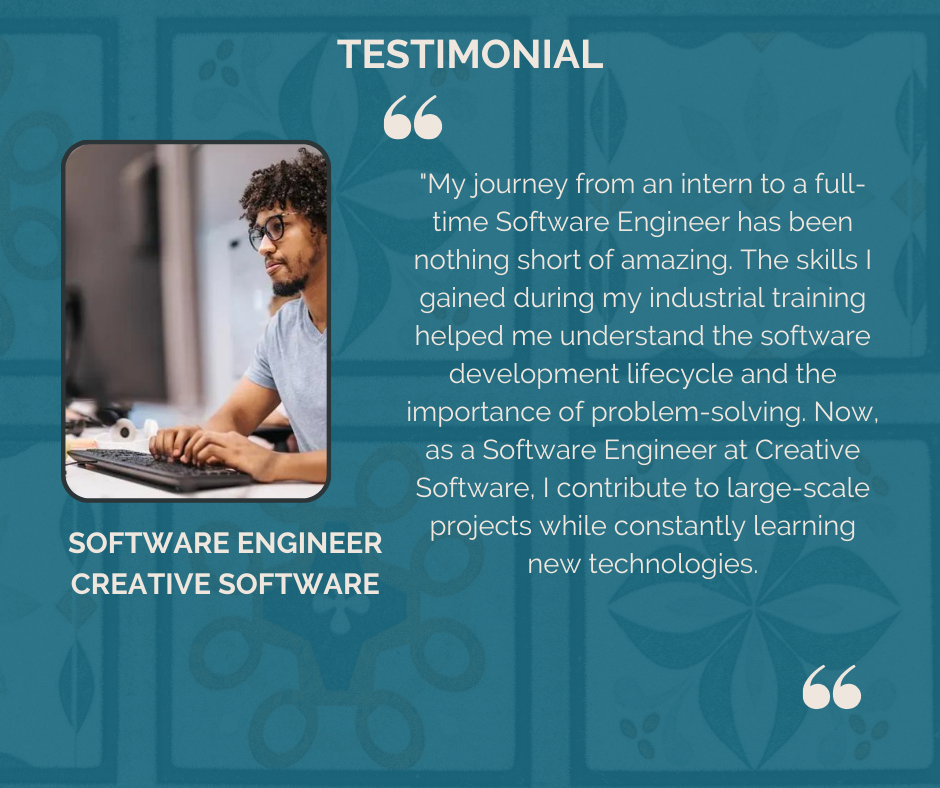 TESTIMONIAL
"My journey from an intern to a full-
time Software Engineer has been
nothing short of amazing. The skills I
gained during my industrial training
helped me understand the software
development lifecycle and the
importance of problem-solving. Now,
as a Software Engineer at Creative
Software, I contribute to large-scale
projects while constantly learning
new technologies.
SOFTWARE ENGINEER
CREATIVE SOFTWARE